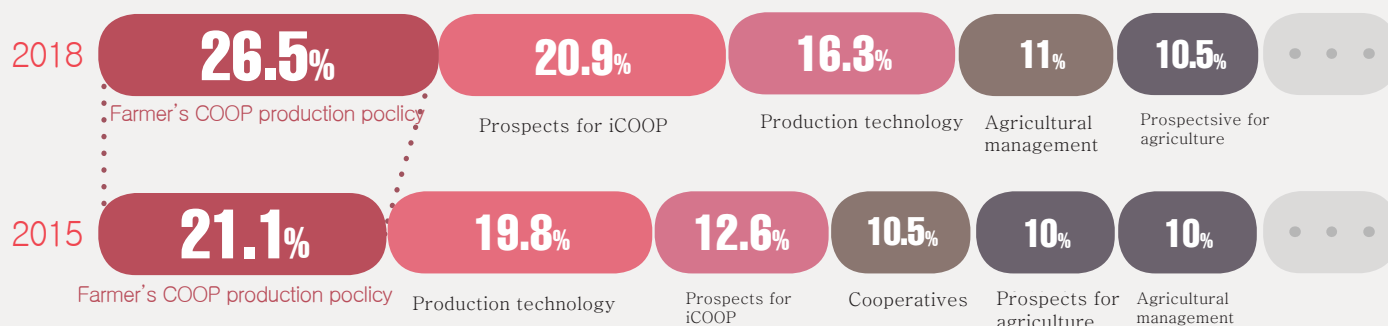 2018
26.5%
20.9%
16.3%
11%
10.5%
Farmer's COOP production poclicy
Prospects for iCOOP
Production technology
Agricultural
management
Prospectsive for
agriculture
2015
21.1%
19.8%
12.6%
10.5%
10%
10%
Farmer's COOP production poclicy
Production technology
Prospects for
iCOOP
Cooperatives
Prospects for
agriculture
Agricultural
management